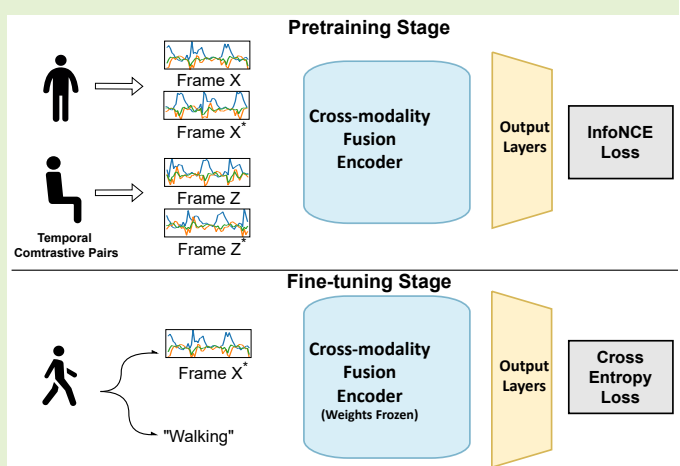 Pretraining Stage
Frame X
Frame X*
Frame Z
Frame Z*
Temporal
Comtrastive Pairs
Cross-modality
Fusion
Encoder
Output
Layers
InfoNCE
Loss
Fine-tuning Stage
Frame X*
"Walking"
Cross-modality
Fusion
Encoder
(Weights Frozen)
Output
Layers
Cross
Entropy
Loss